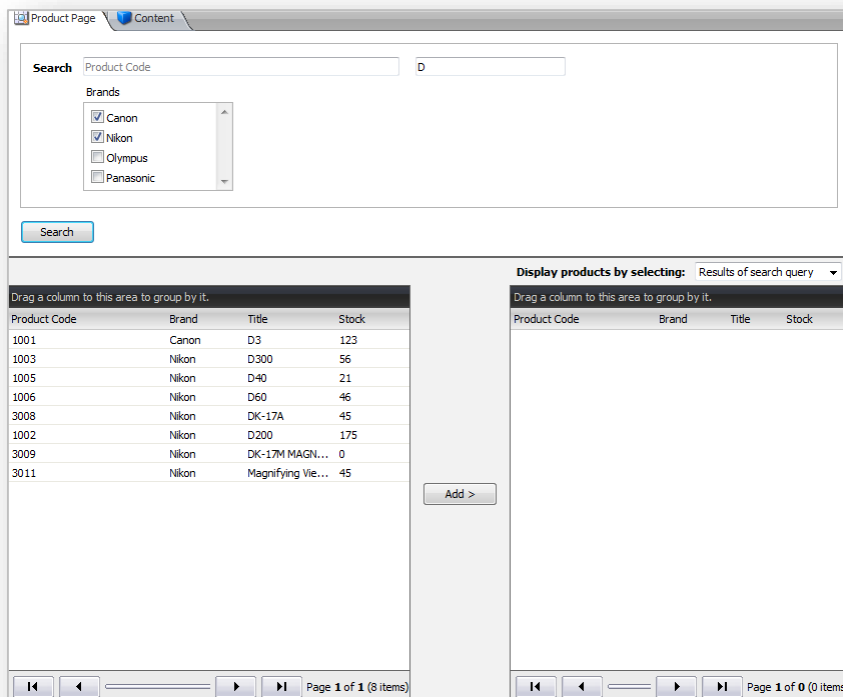 Product Page Content
Search Product Code D
Brands
Canon
Nikon
Olympus
Panasonic
Search
Display products by selecting: Results of search query
Drag a column to this area to group by it. Drag a column to this area to group by it.
Product Code Brand Title Stock Product Code Brand Title Stock
1001 Canon D3 123
1003 Nikon D300 56
1005 Nikon D40 21
1006 Nikon D60 46
3008 Nikon DK-17A 45
1002 Nikon D200 175
3009 Nikon DK-17M MAGN... 0
3011 Nikon Magnifying Vie... 45
Add >
Page 1 of 1 (8 items) Page 1 of 0 (0 items